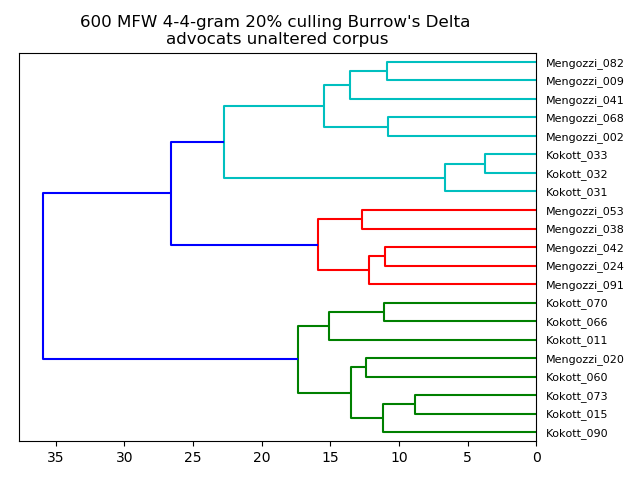 600 MFW 4-4-gram 20% culling Burrow's Delta
advocats unaltered corpus
Mengozzi_082
Mengozzi_009
Mengozzi_041
Mengozzi_068
Mengozzi_002
Kokott_033
Kokott_032
Kokott_031
Mengozzi_053
Mengozzi_038
Mengozzi_042
Mengozzi_024
Mengozzi_091
Kokott_070
Kokott_066
Kokott_011
Mengozzi_020
Kokott_060
Kokott_073
Kokott_015
Kokott_090
35 30 25 20 15 10 5 0